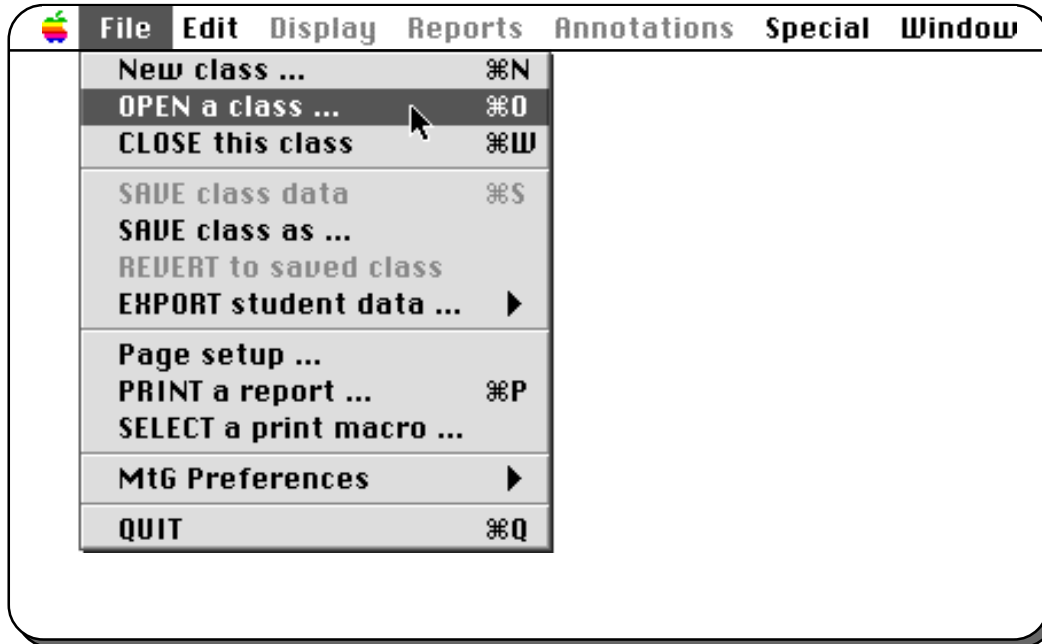 File Edit Display Reports Annotations Special Window
New class ... ⌘N
OPEN a class ... ⌘O
CLOSE this class ⌘W
SAVE class data ⌘S
SAVE class as ...
REVERT to saved class
EXPORT student data ...
Page setup ...
PRINT a report ... ⌘P
SELECT a print macro ...
MtG Preferences
QUIT ⌘Q